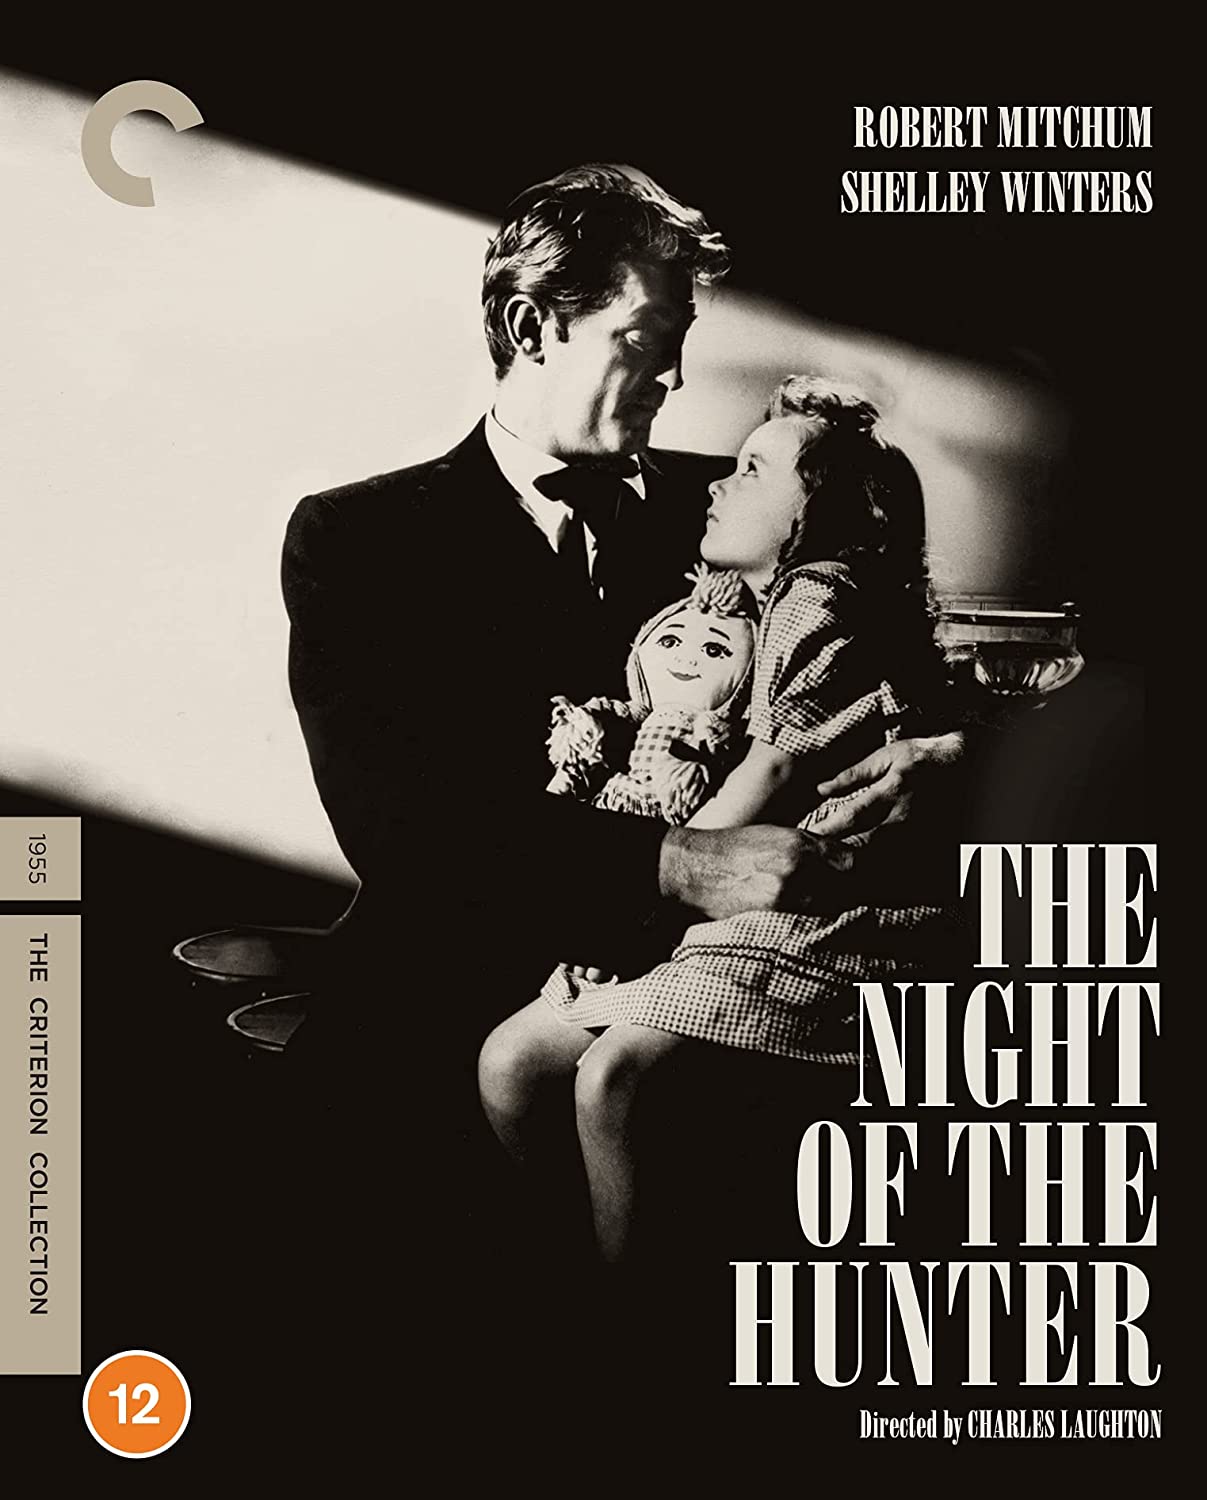 ROBERT MITCHUM
SHELLEY WINTERS
1955
THE CRITERION COLLECTION
THE
NIGHT
OF THE
HUNTER
Directed by CHARLES LAUGHTON
12